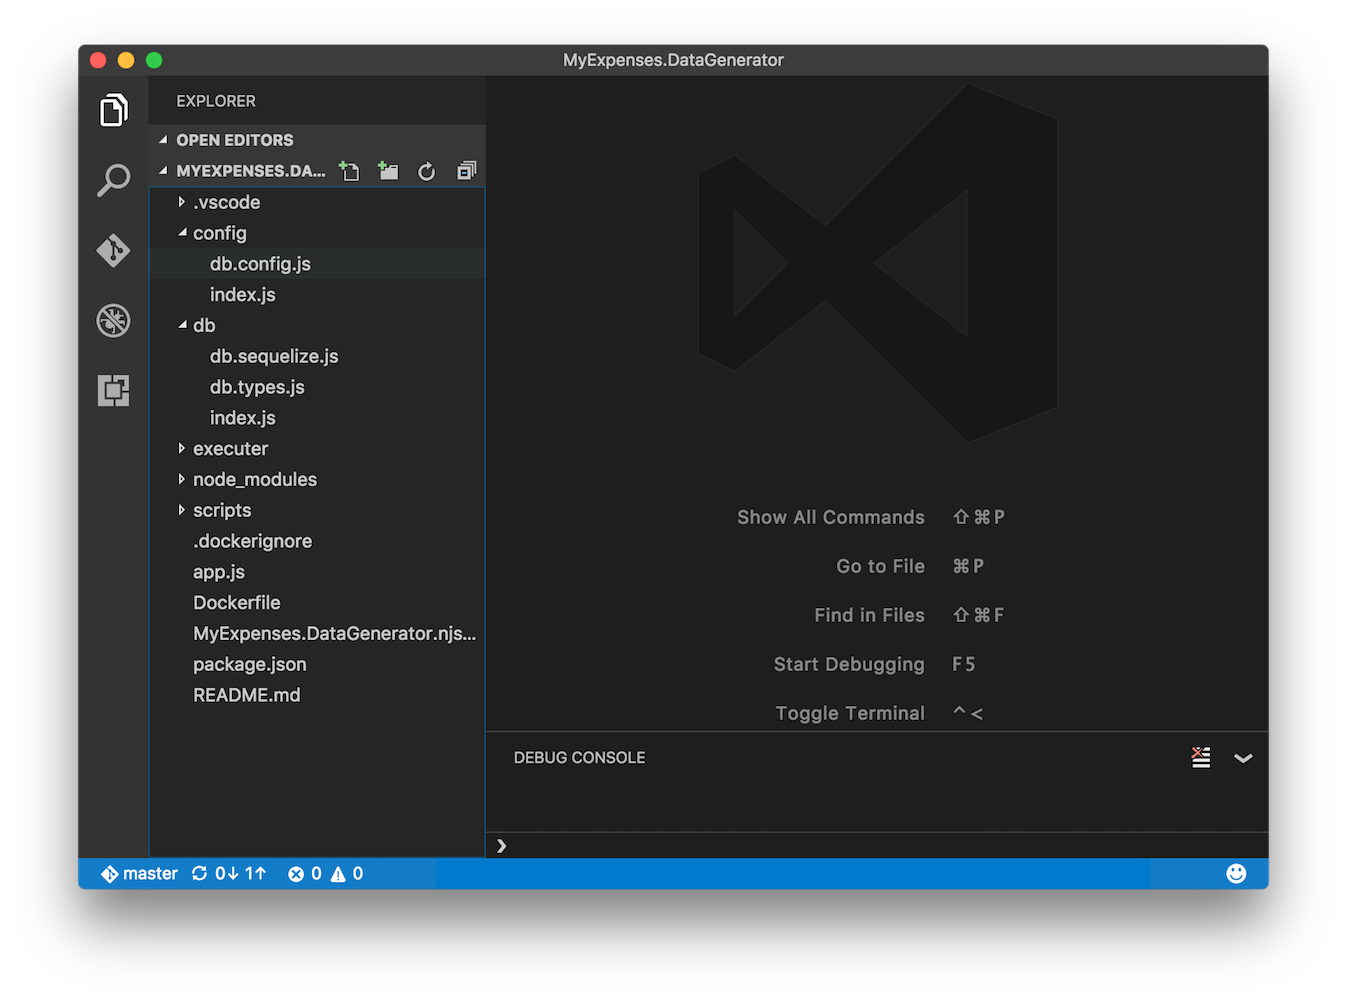 MyExpenses.DataGenerator
EXPLORER
OPEN EDITORS
MYEXPENSES.DA...
.vscode
config
db.config.js
index.js
db
db.sequelize.js
db.types.js
index.js
executer
node_modules
scripts
.dockerignore
app.js
Dockerfile
MyExpenses.DataGenerator.njs...
package.json
README.md
Show All Commands ⇧⌘P
Go to File ⌘P
Find in Files ⇧⌘F
Start Debugging F5
Toggle Terminal ^<
DEBUG CONSOLE
master 0↓ 1↑ 0 0